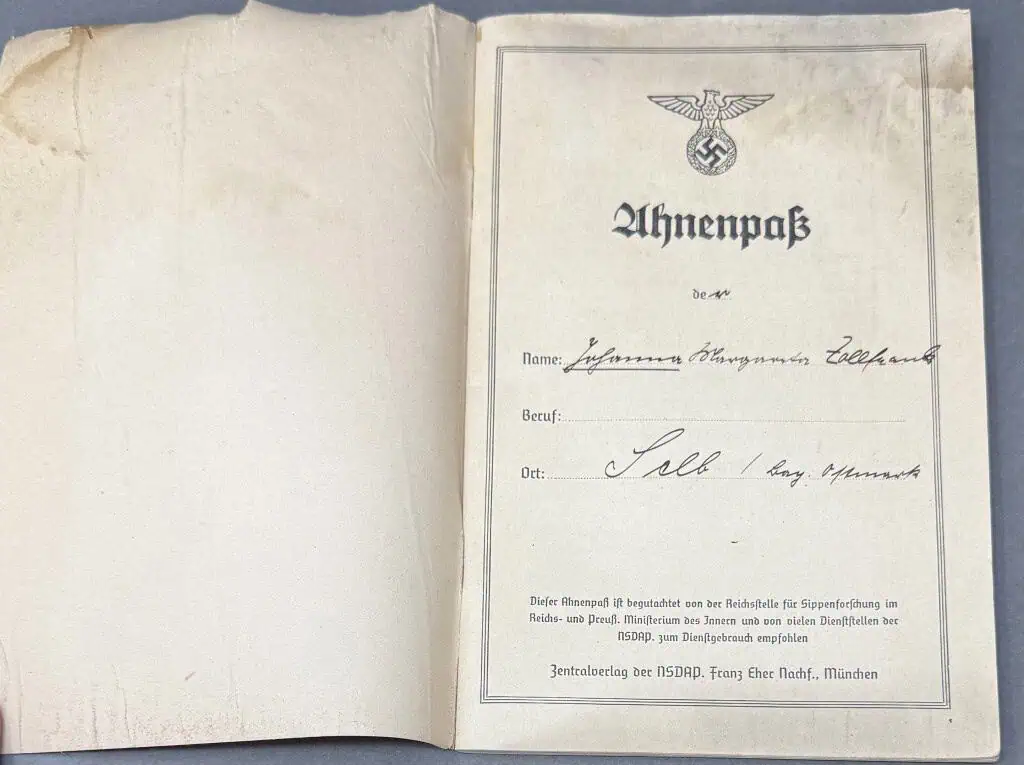 Ahnenpaß
der
Name: Johanna Margareta Zollfrank
Beruf:
Ort: Selb / bay. Ostmark
Dieser Ahnenpaß ist begutachtet von der Reichsstelle für Sippenforschung im
Reichs- und Preuß. Ministerium des Innern und von vielen Dienststellen der
NSDAP. zum Dienstgebrauch empfohlen
Zentralverlag der NSDAP. Franz Eher Nachf., München